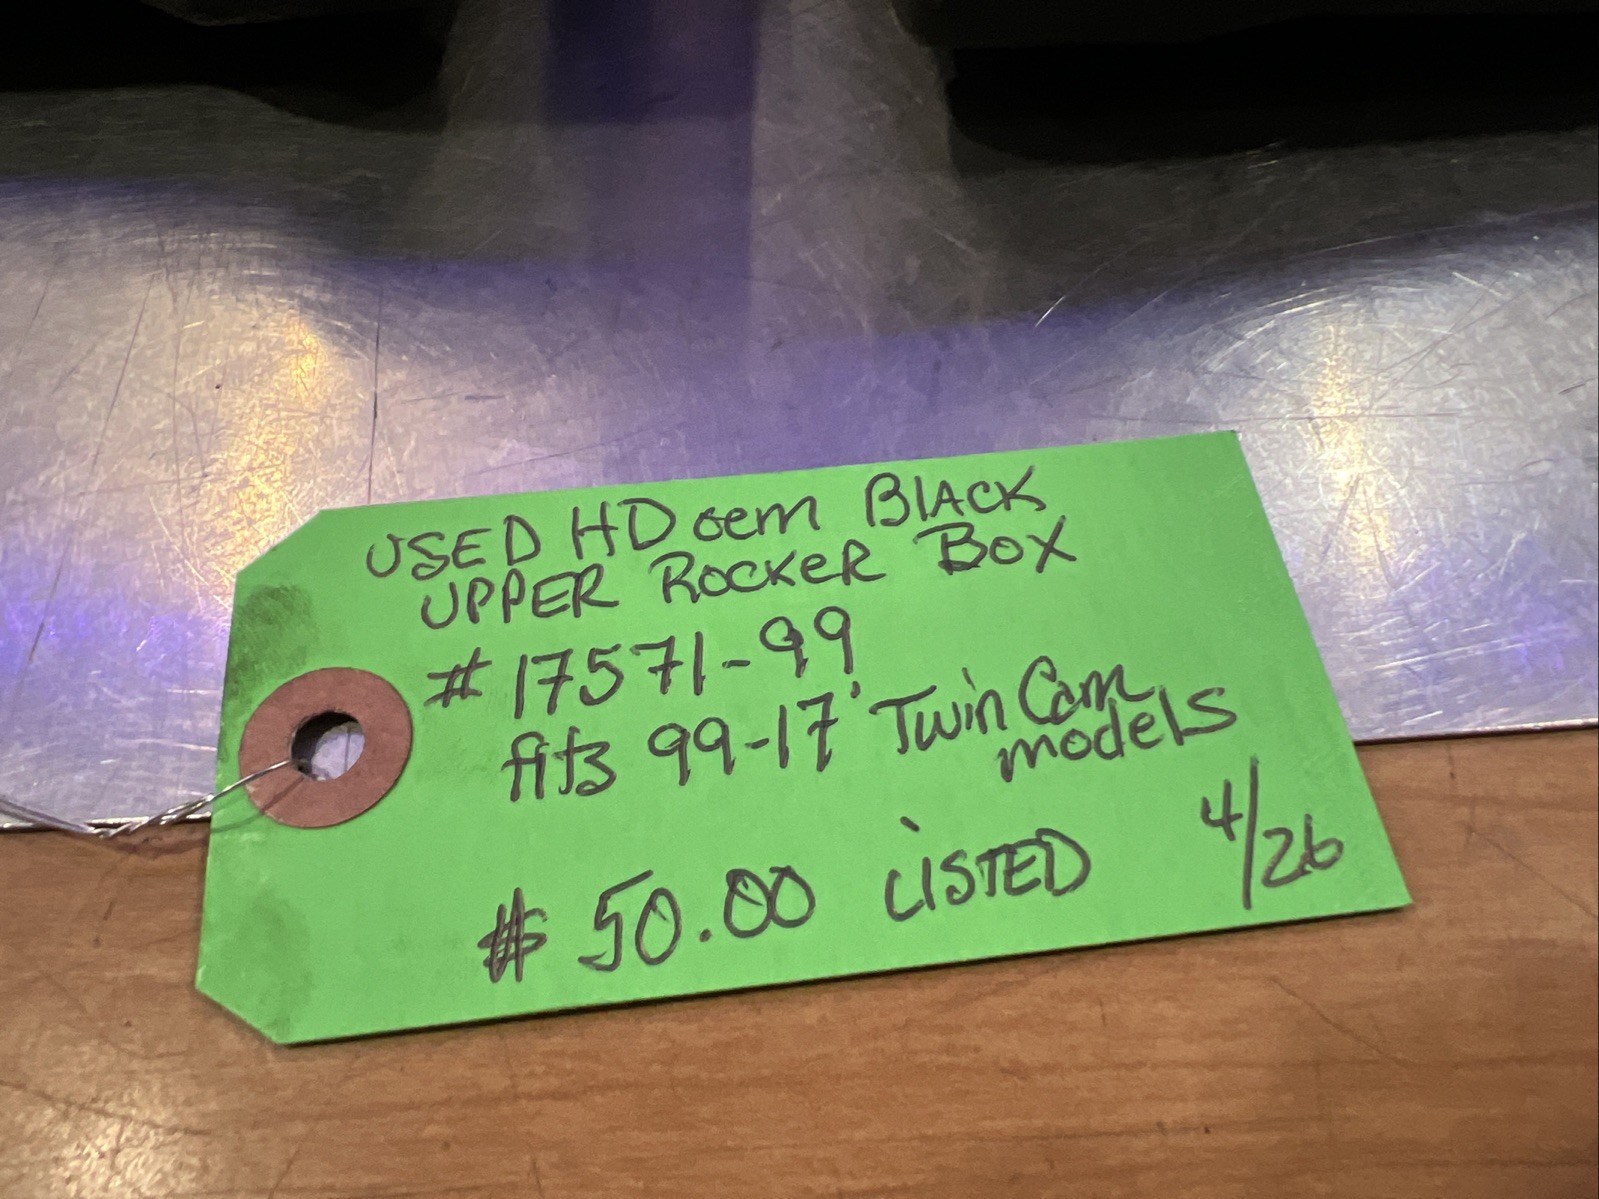 USED HD oem BLACK
UPPER ROCKER BOX
# 17571-99
fits 99-17' Twin Cam
models
$ 50.00 LiSTED 4/26